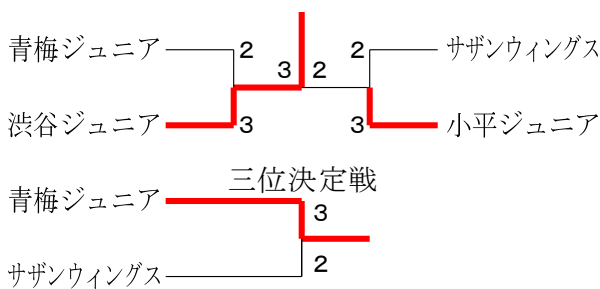 青梅ジュニア 2 2 サザンウィングス
3 2
渋谷ジュニア 3 3 小平ジュニア
三位決定戦
青梅ジュニア 3
サザンウィングス 2